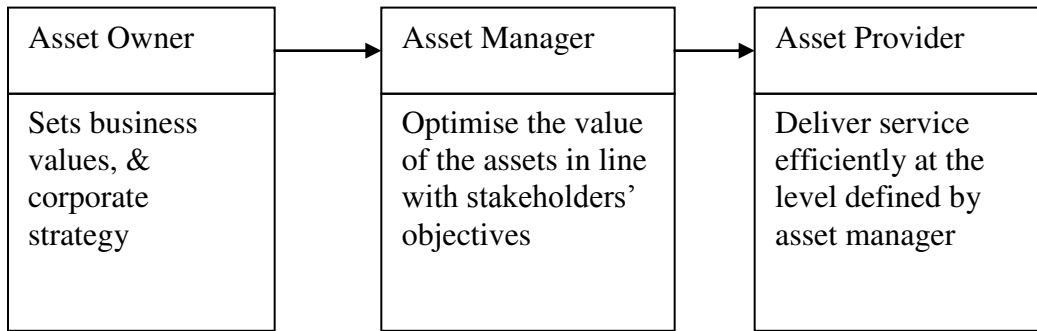 Asset Owner
Sets business
values, &
corporate
strategy
Asset Manager
Optimise the value
of the assets in line
with stakeholders’
objectives
Asset Provider
Deliver service
efficiently at the
level defined by
asset manager